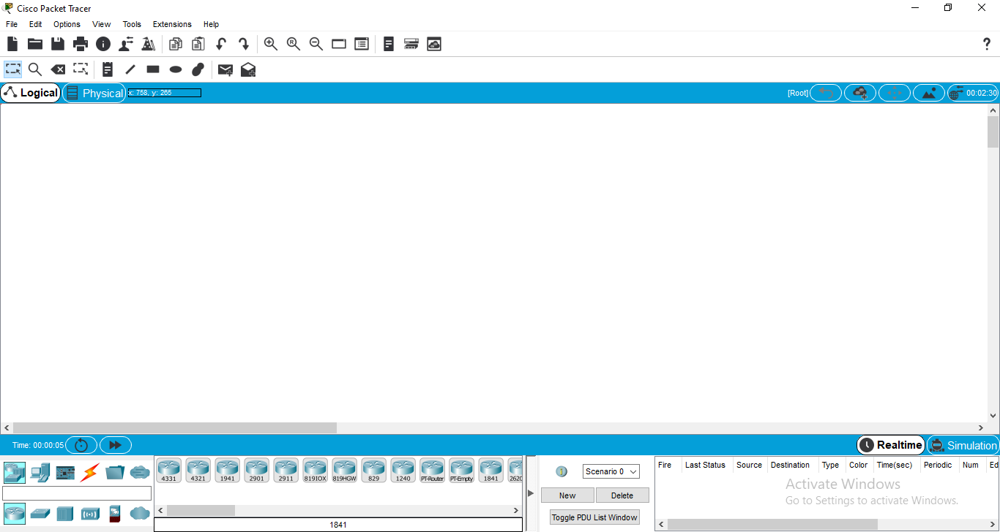 Cisco Packet Tracer
File Edit Options View Tools Extensions Help
R
?
Logical Physical x: 758, y: 265 [Root] 00:02:30
Time: 00:00:05 Realtime Simulation
4331 4321 1941 2901 2911 819IOX 819HGW 829 1240 PT-Router PT-Empty 1841 2620
1841
Scenario 0
New Delete
Toggle PDU List Window
Fire Last Status Source Destination Type Color Time(sec) Periodic Num Ed
Activate Windows
Go to Settings to activate Windows.